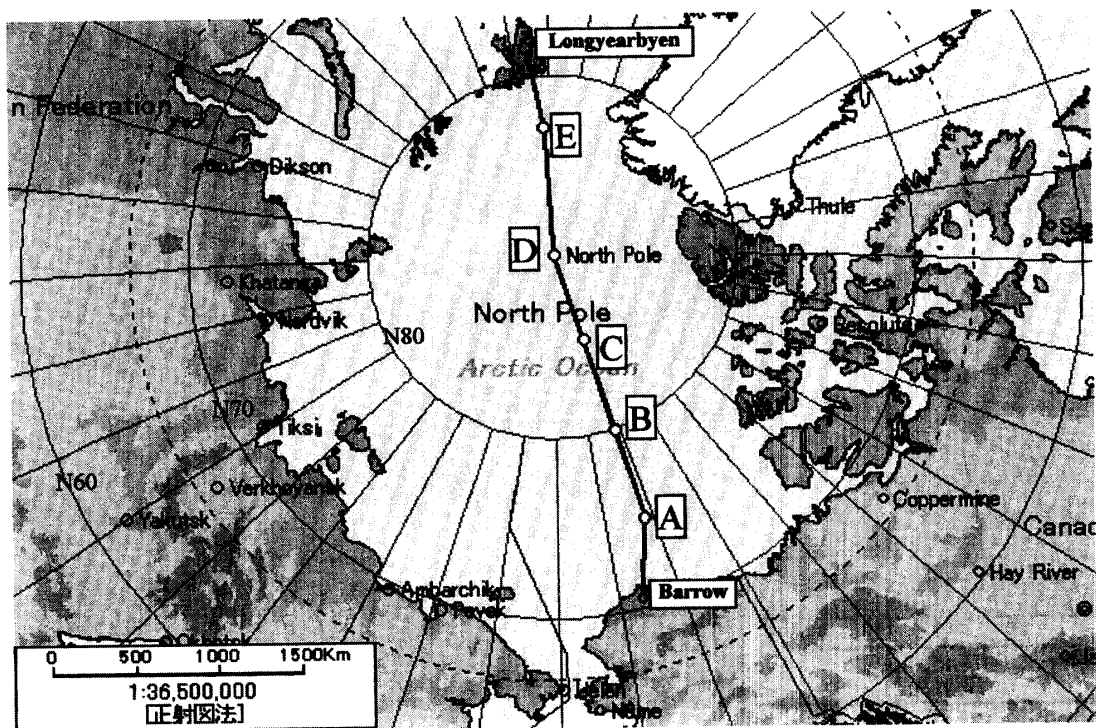 Longyearbyen
n Federation
E
Dikson
Thule
D
North Pole
Khatanga
North Pole
Nordvik
Resolute
N80
C
Arctic Ocean
N70
Tiksi
B
N60
Verkhoyansk
Coppermine
Yakutsk
A
Canad
Hay River
Ambarchik
Pevek
Barrow
Okhotsk
0 500 1000 1500Km
1:36,500,000
[正射図法]
Nome